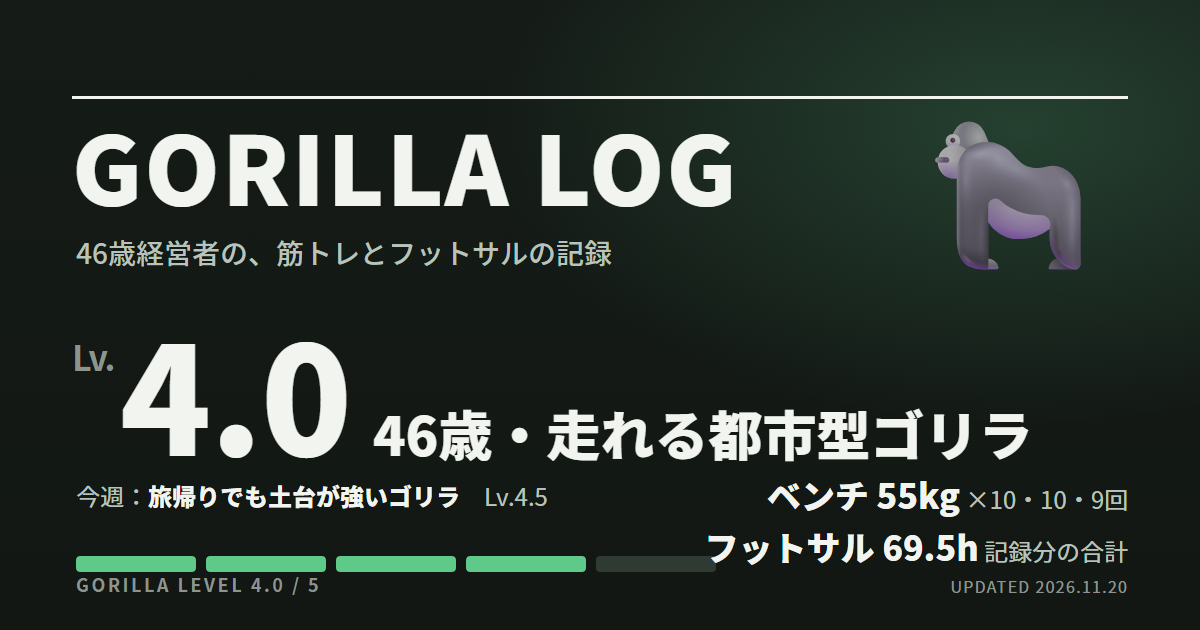 GORILLA LOG
46歳経営者の、筋トレとフットサルの記録
Lv. 4.0 46歳・走れる都市型ゴリラ
今週：旅帰りでも土台が強いゴリラ Lv.4.5
ベンチ 55kg ×10・10・9回
フットサル 69.5h 記録分の合計
GORILLA LEVEL 4.0 / 5
UPDATED 2026.11.20